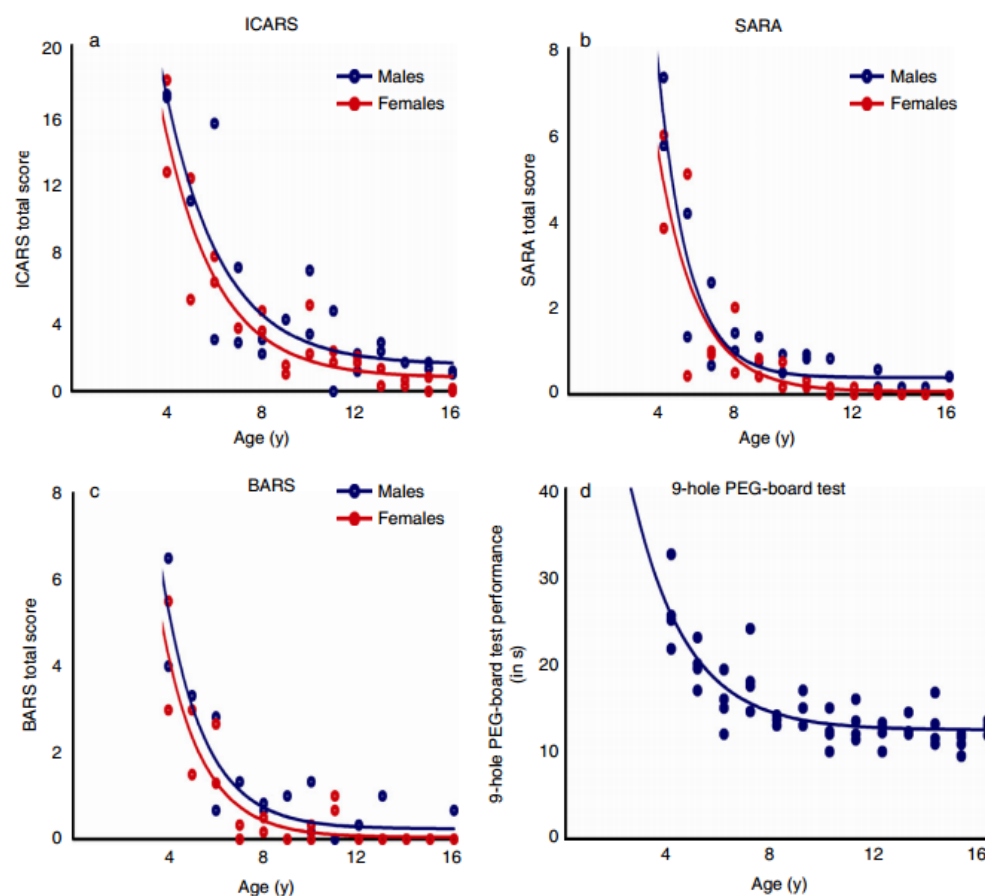 a
ICARS
20
16
12
8
4
0
ICARS total score
Males
Females
4
8
12
16
Age (y)
b
SARA
8
6
4
2
0
SARA total score
Males
Females
4
8
12
16
Age (y)
c
BARS
8
6
4
2
0
BARS total score
Males
Females
4
8
12
16
Age (y)
d
9-hole PEG-board test
40
30
20
10
0
9-hole PEG-board test performance
(in s)
4
8
12
16
Age (y)